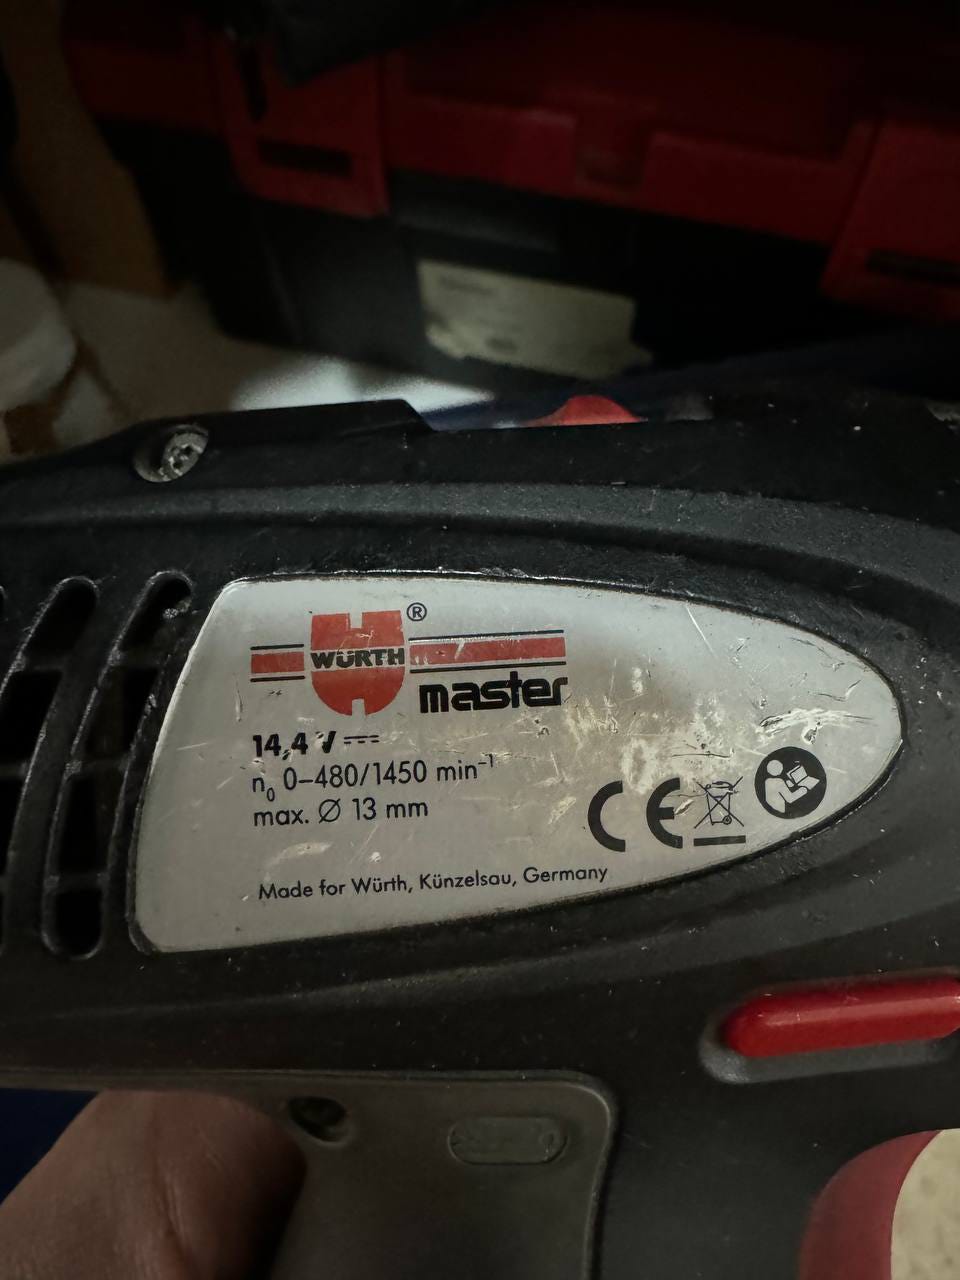 WÜRTH®
master
14,4 V
n₀ 0–480/1450 min⁻¹
max. Ø 13 mm
CE
Made for Würth, Künzelsau, Germany